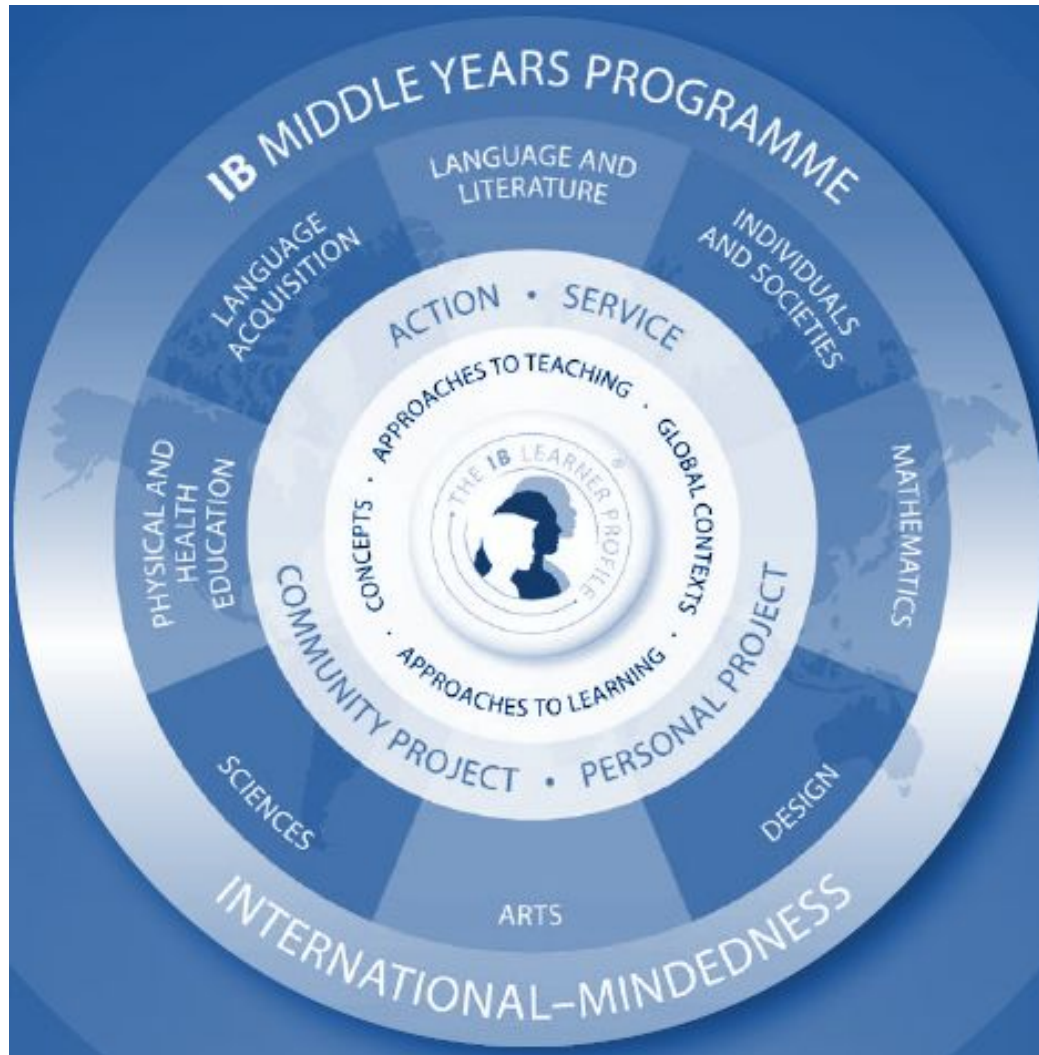 IB MIDDLE YEARS PROGRAMME
LANGUAGE AND
LITERATURE
INDIVIDUALS
AND SOCIETIES
MATHEMATICS
DESIGN
ARTS
SCIENCES
PHYSICAL AND
HEALTH
EDUCATION
LANGUAGE
ACQUISITION
ACTION • SERVICE
COMMUNITY PROJECT • PERSONAL PROJECT
APPROACHES TO TEACHING •
GLOBAL CONTEXTS •
APPROACHES TO LEARNING •
CONCEPTS •
• THE IB LEARNER PROFILE •
®
INTERNATIONAL–MINDEDNESS